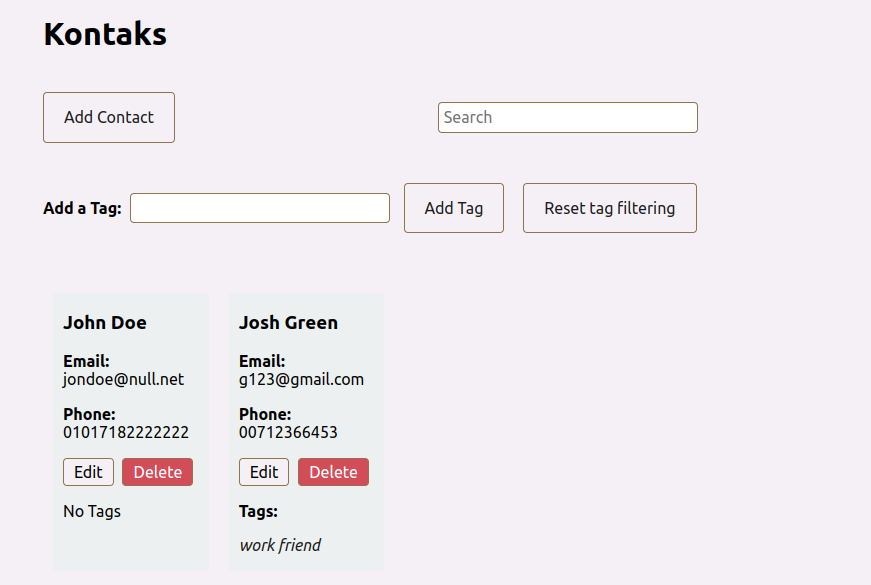 Kontaks
Add Contact
Search
Add a Tag:
Add Tag
Reset tag filtering
John Doe
Email:
jondoe@null.net
Phone:
01017182222222
Edit
Delete
No Tags
Josh Green
Email:
g123@gmail.com
Phone:
00712366453
Edit
Delete
Tags:
work friend